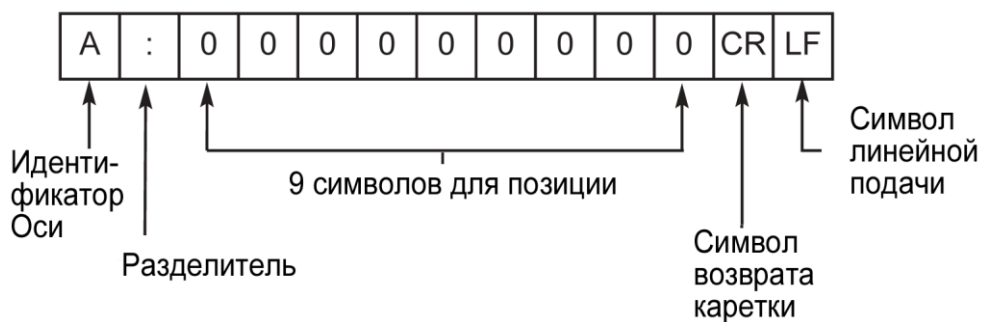 A : 0 0 0 0 0 0 0 0 0 CR LF
Иденти-
фикатор
Оси
Разделитель
9 символов для позиции
Символ
возврата
каретки
Символ
линейной
подачи